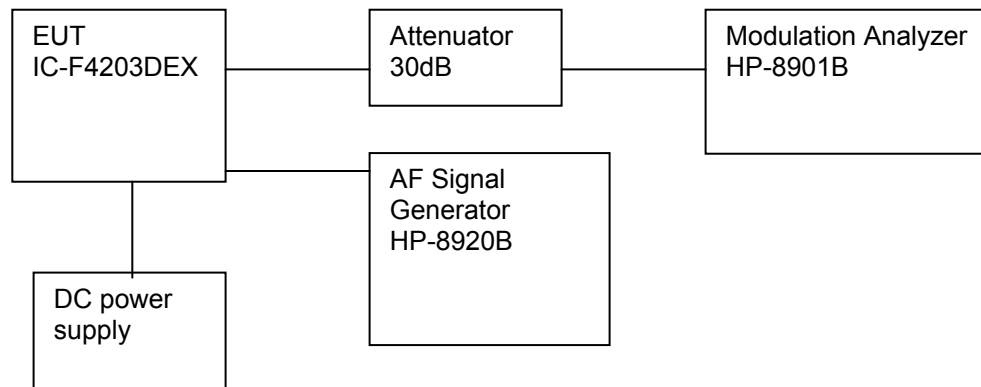 EUT
IC-F4203DEX
Attenuator
30dB
Modulation Analyzer
HP-8901B
AF Signal
Generator
HP-8920B
DC power
supply